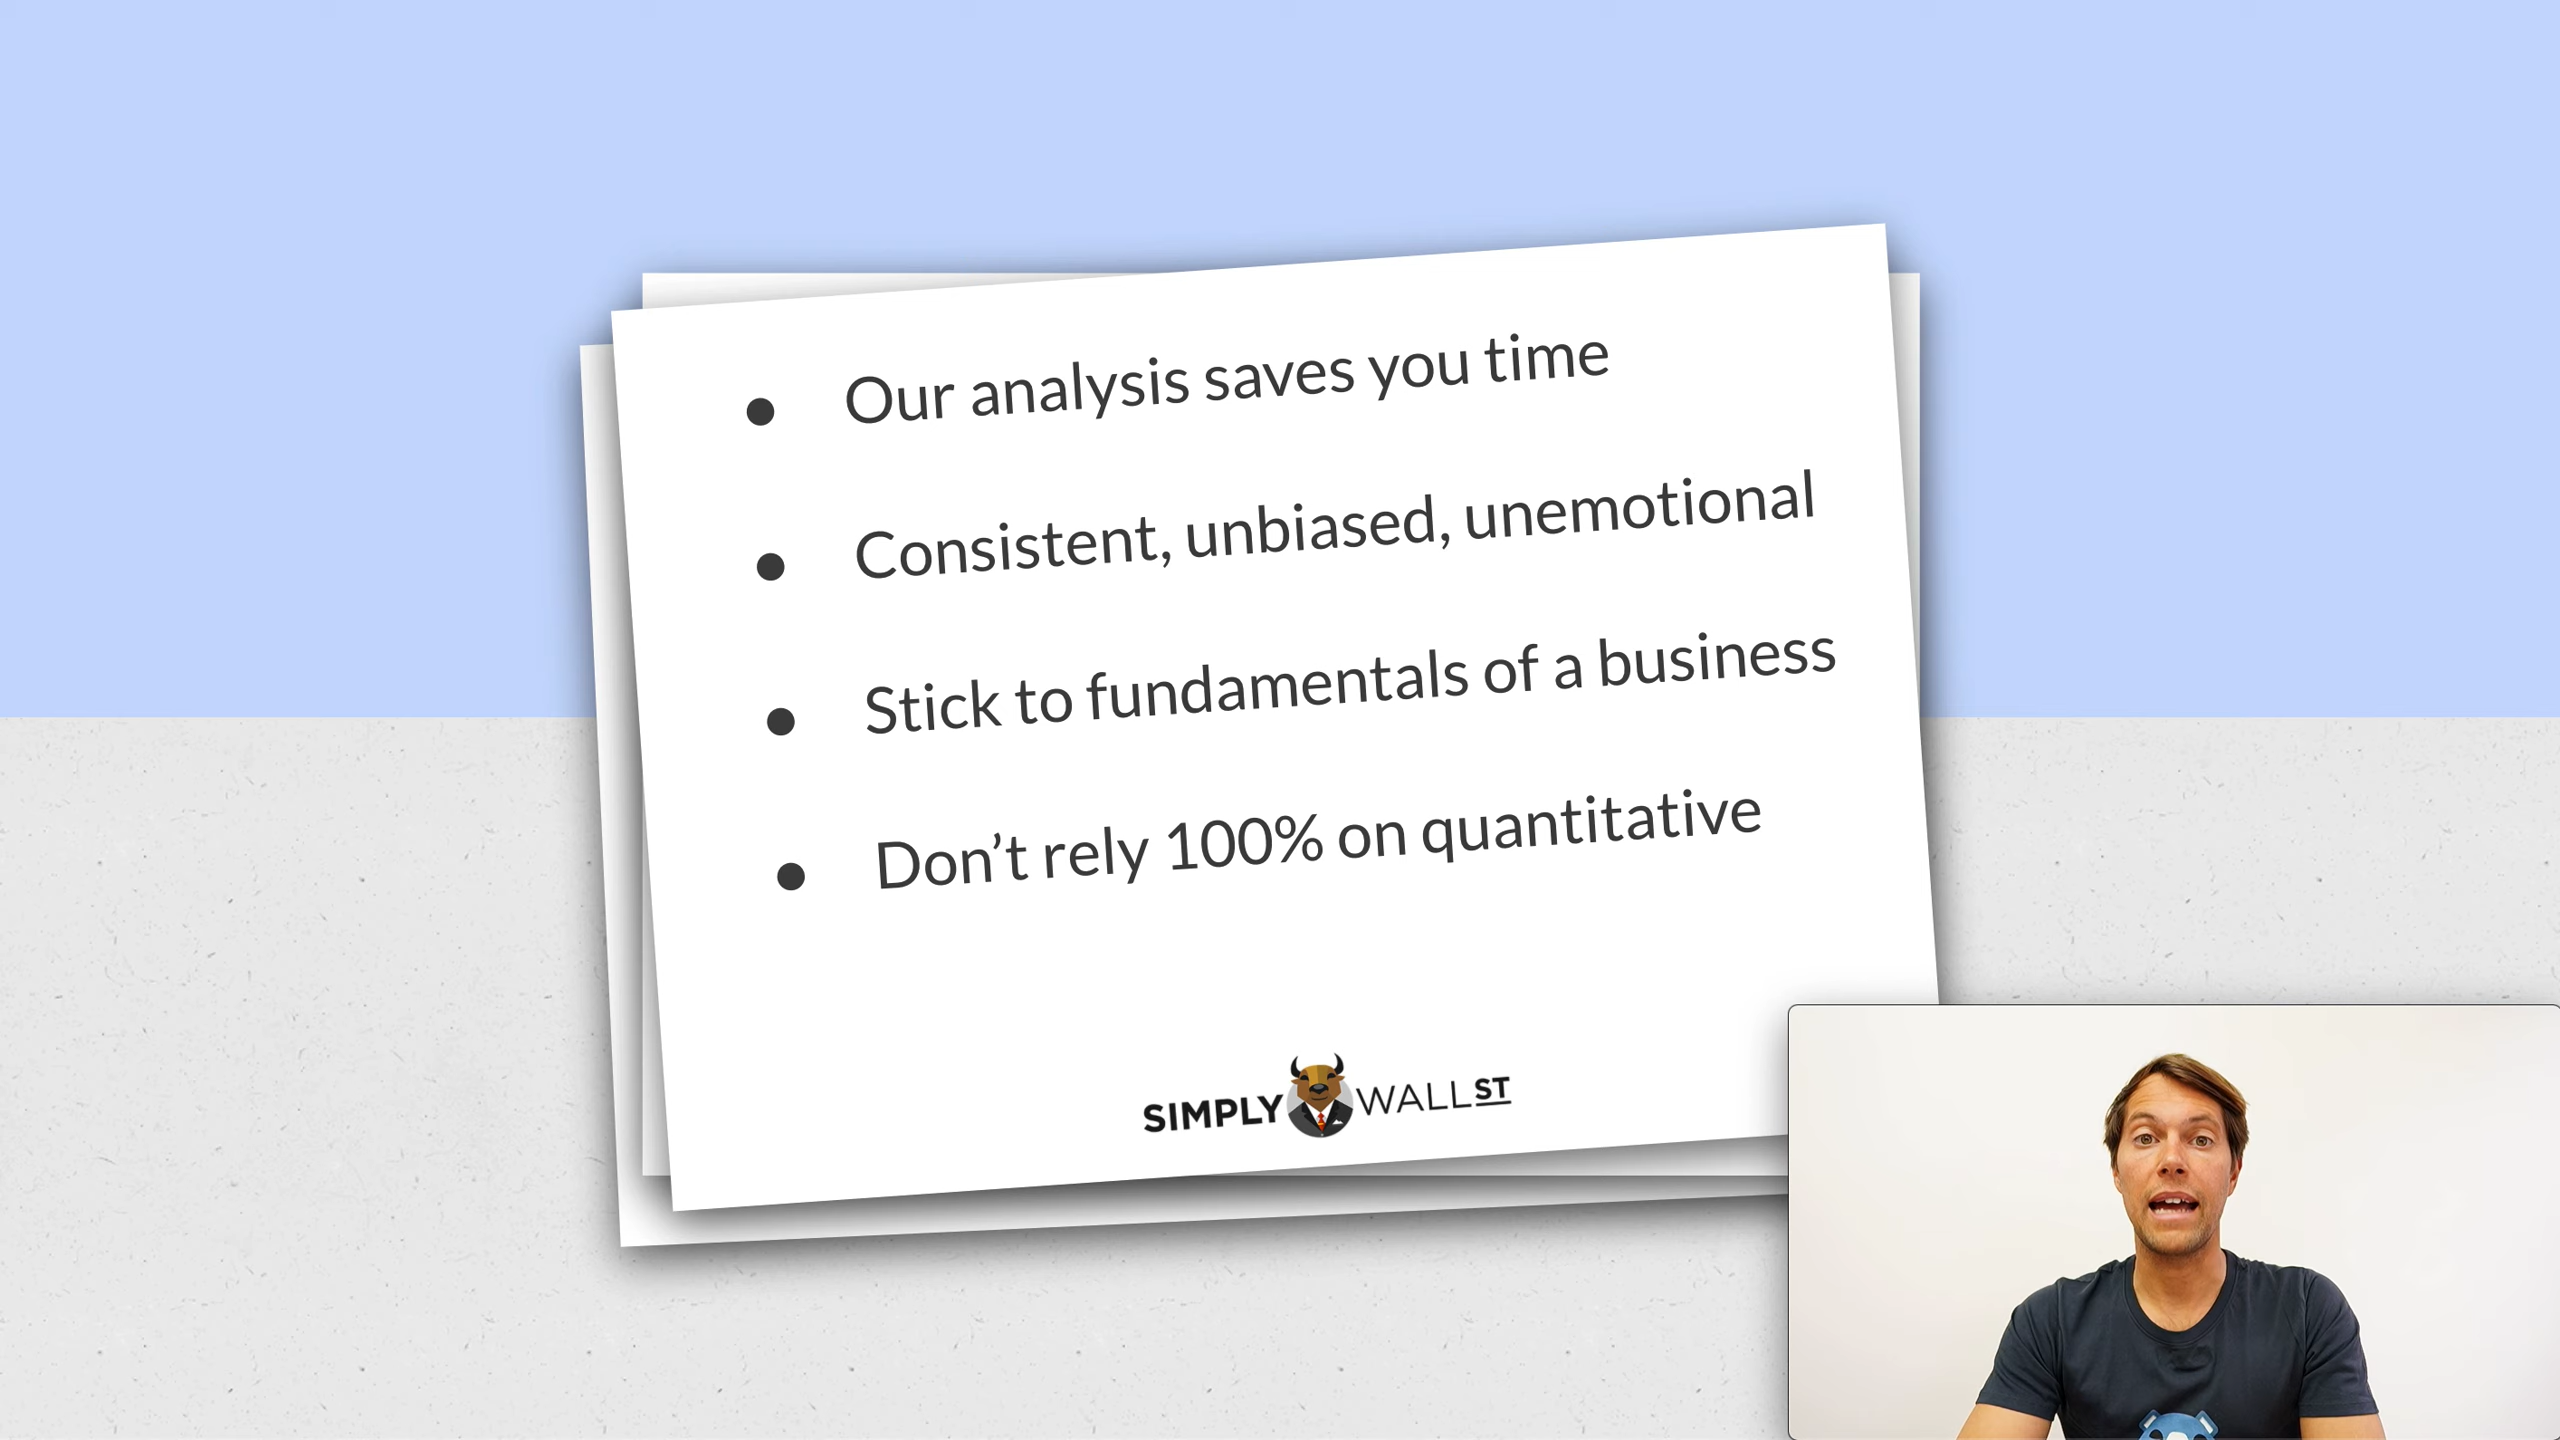 Our analysis saves you time
Consistent, unbiased, unemotional
Stick to fundamentals of a business
Don’t rely 100% on quantitative
SIMPLY WALL ST